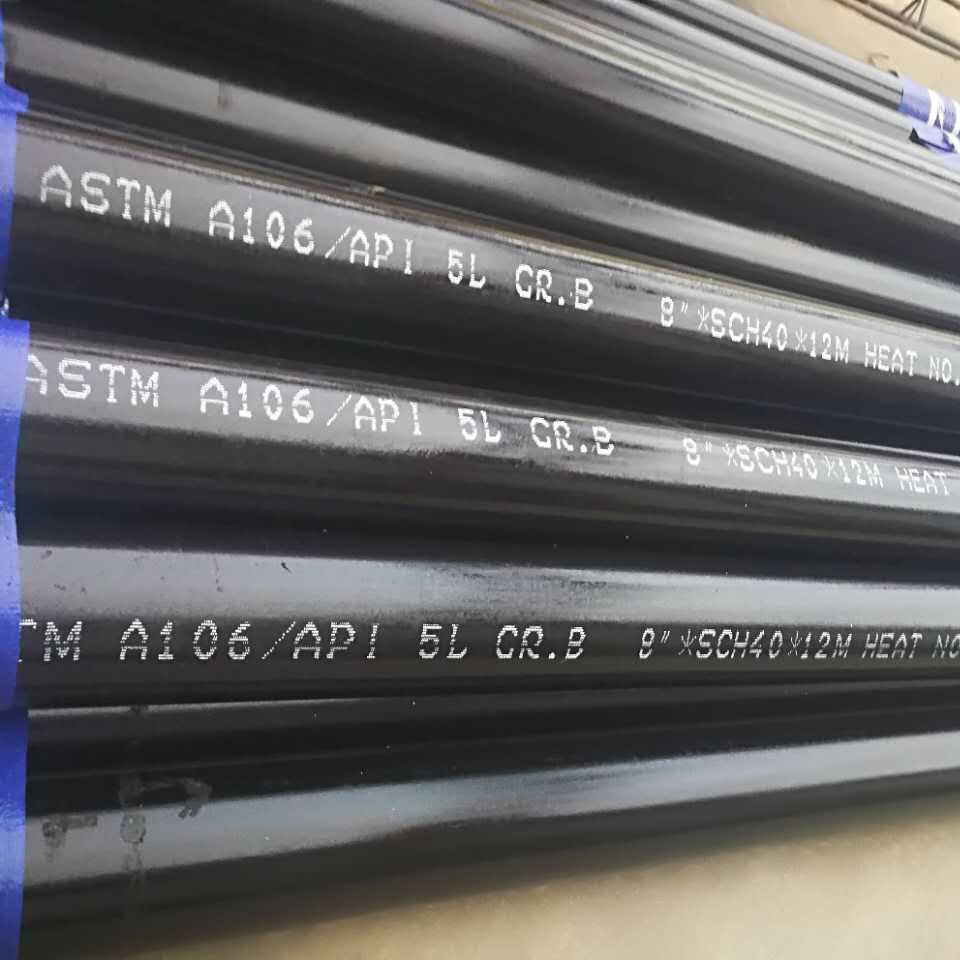 ASTM A106/API 5L GR.B 8"*SCH40*12M HEAT NO.
ASTM A106/API 5L GR.B 8"*SCH40*12M HEAT
TM A106/API 5L GR.B 8"*SCH40*12M HEAT NO